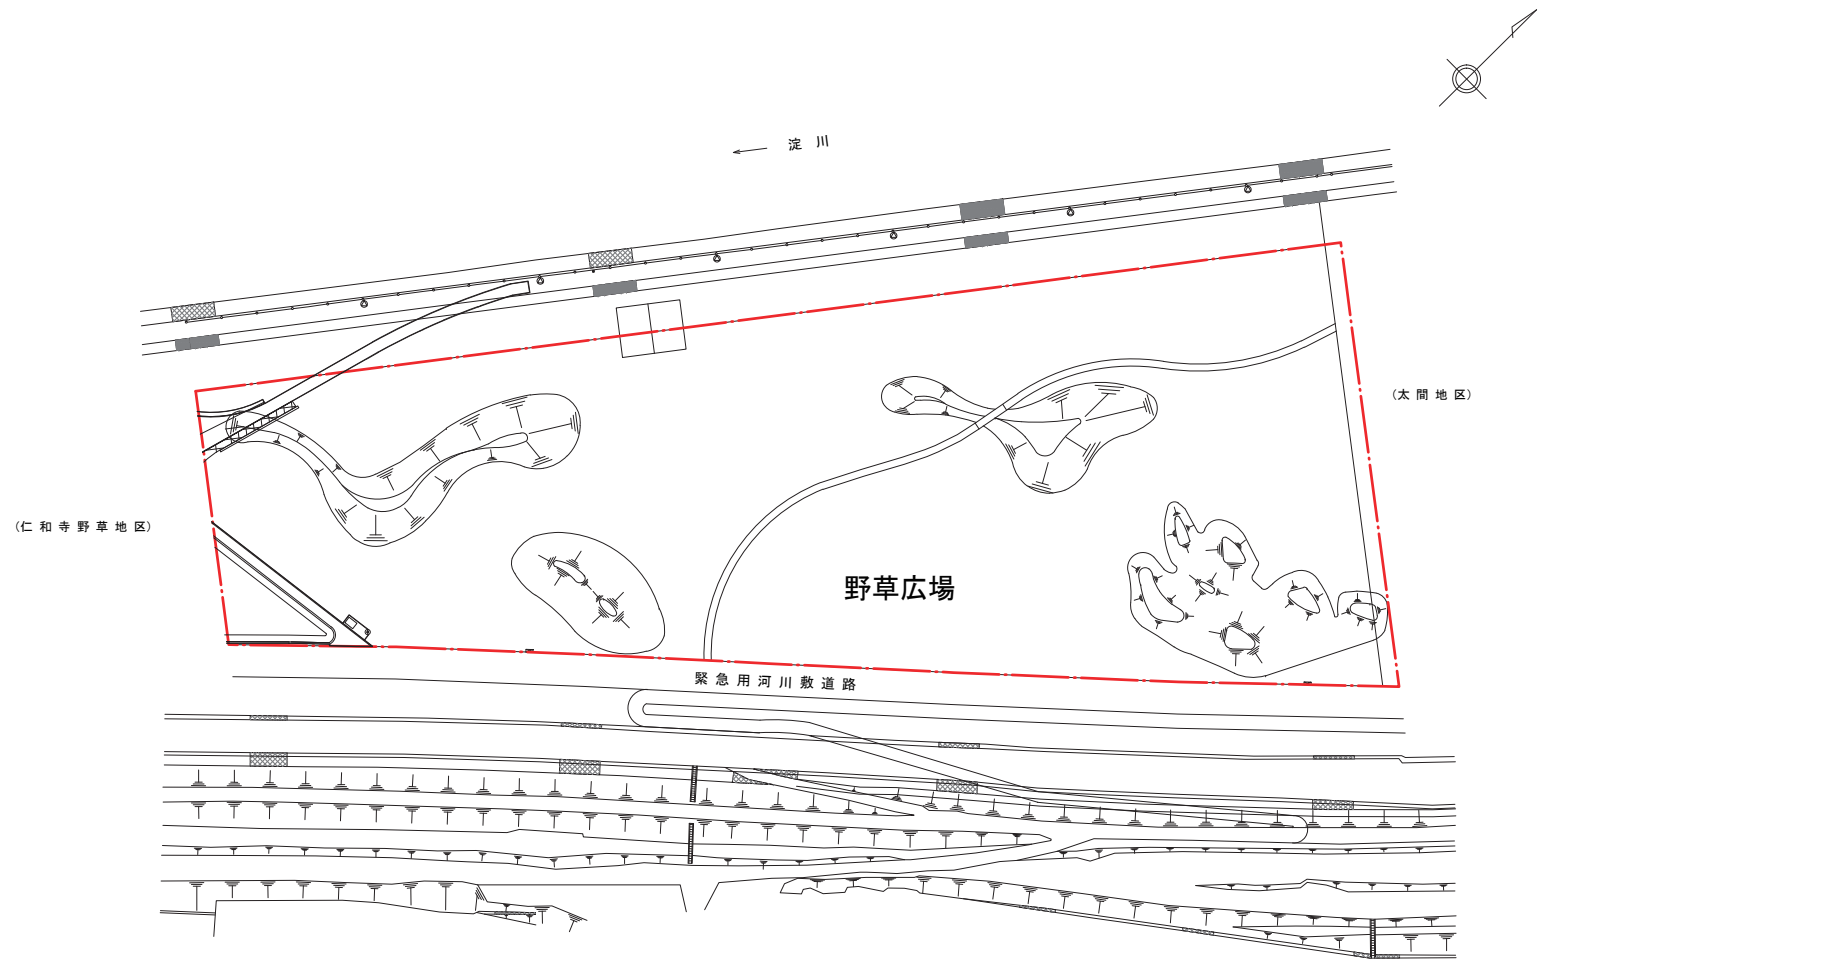 淀川
（太間地区）
（仁和寺野草地区）
野草広場
緊急用河川敷道路